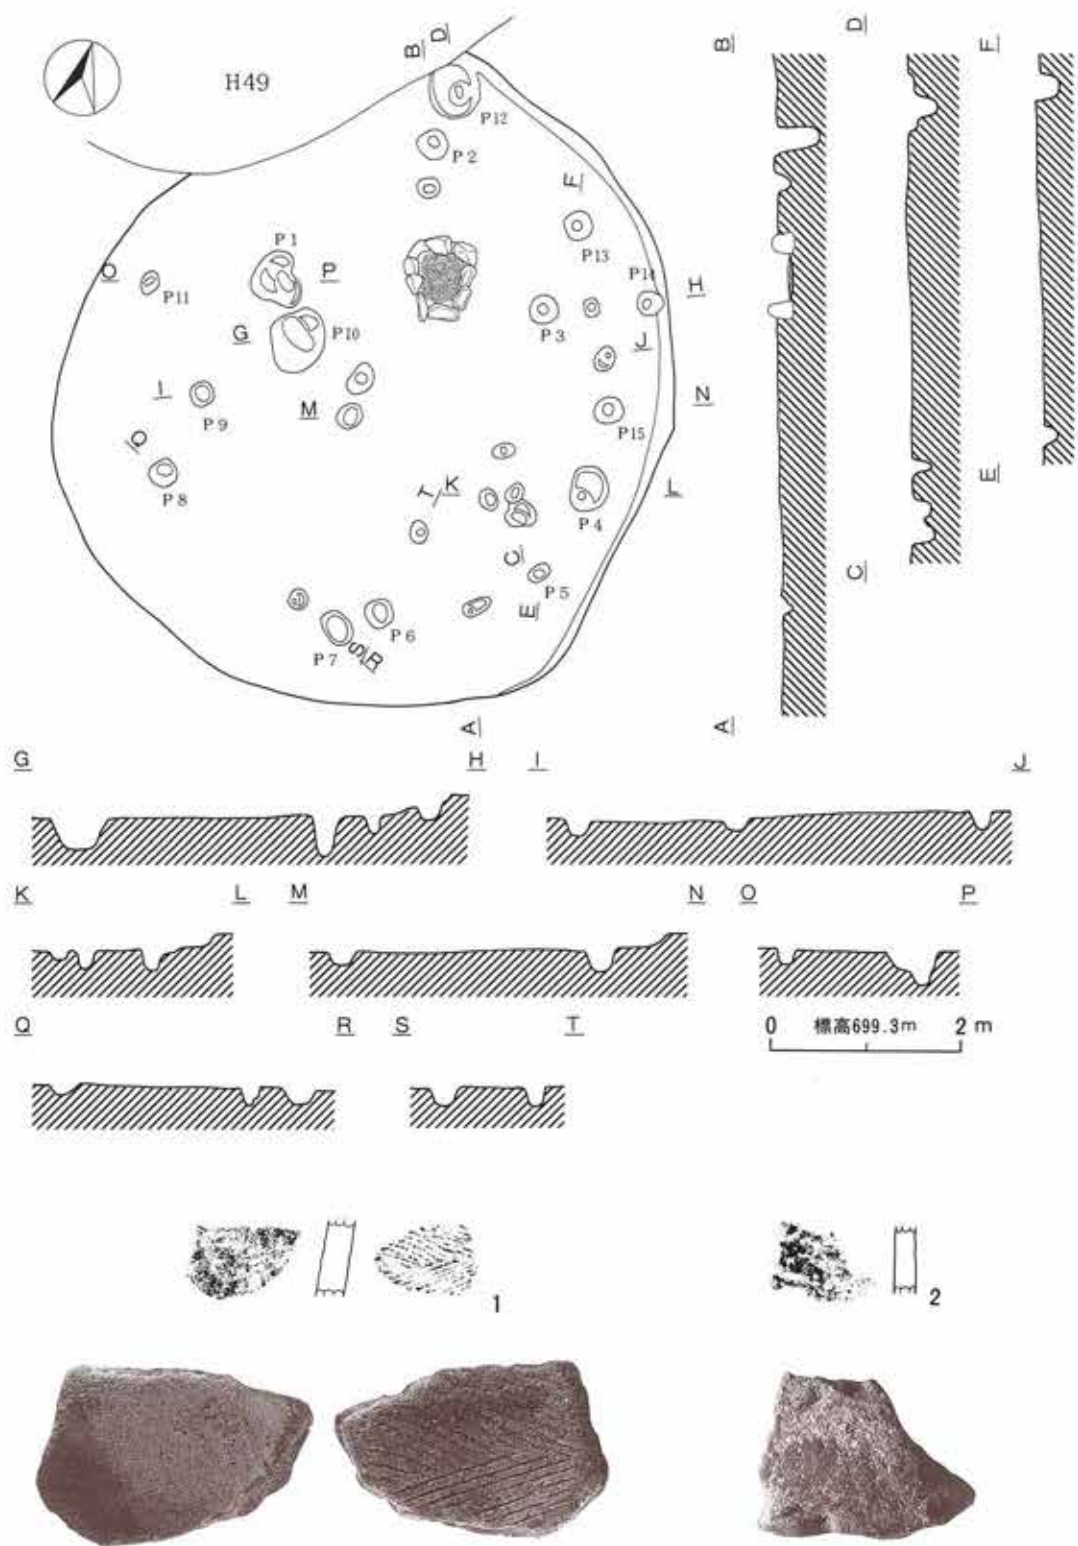 B D
H49
P12
P2
F
P13
P1
P
O
P11
P14
H
G
P10
P3
J
I
P9
M
N
P15
Q
P8
T
K
P4
L
C
P5
E
P6
P7
S R
A
B
D
F
A
C
E
G H I J
K L M N O P
Q R S T
0 標高699.3m 2 m
1
2